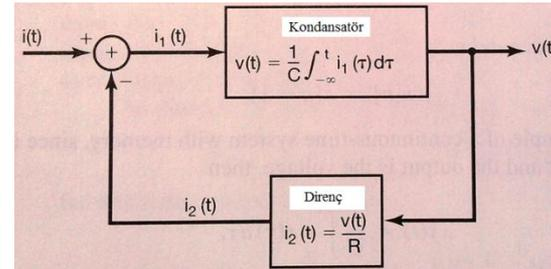 Kondansatör
i(t) + + i₁ (t) v(t) = 1/C ∫_{-∞}^{t} i₁ (τ) dτ v(t
−
Direnç
i₂ (t) i₂ (t) = v(t)/R